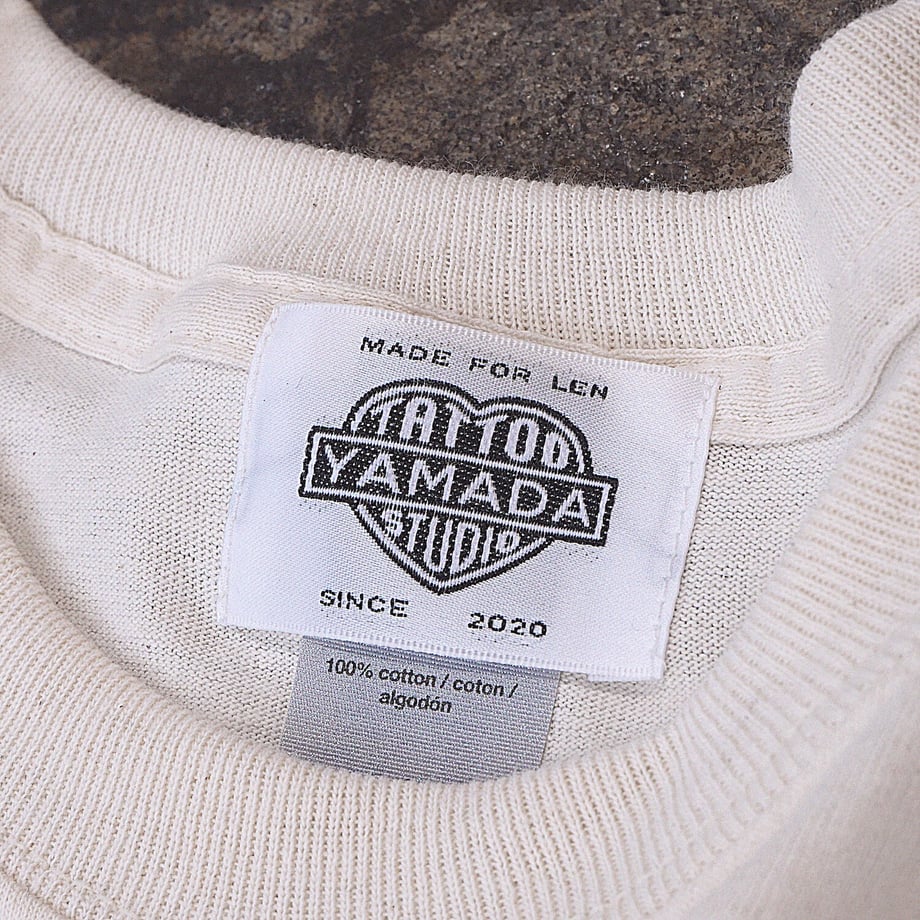 MADE FOR LEN
TATTOO
YAMADA
STUDIO
SINCE 2020
100% cotton / coton /
algodón